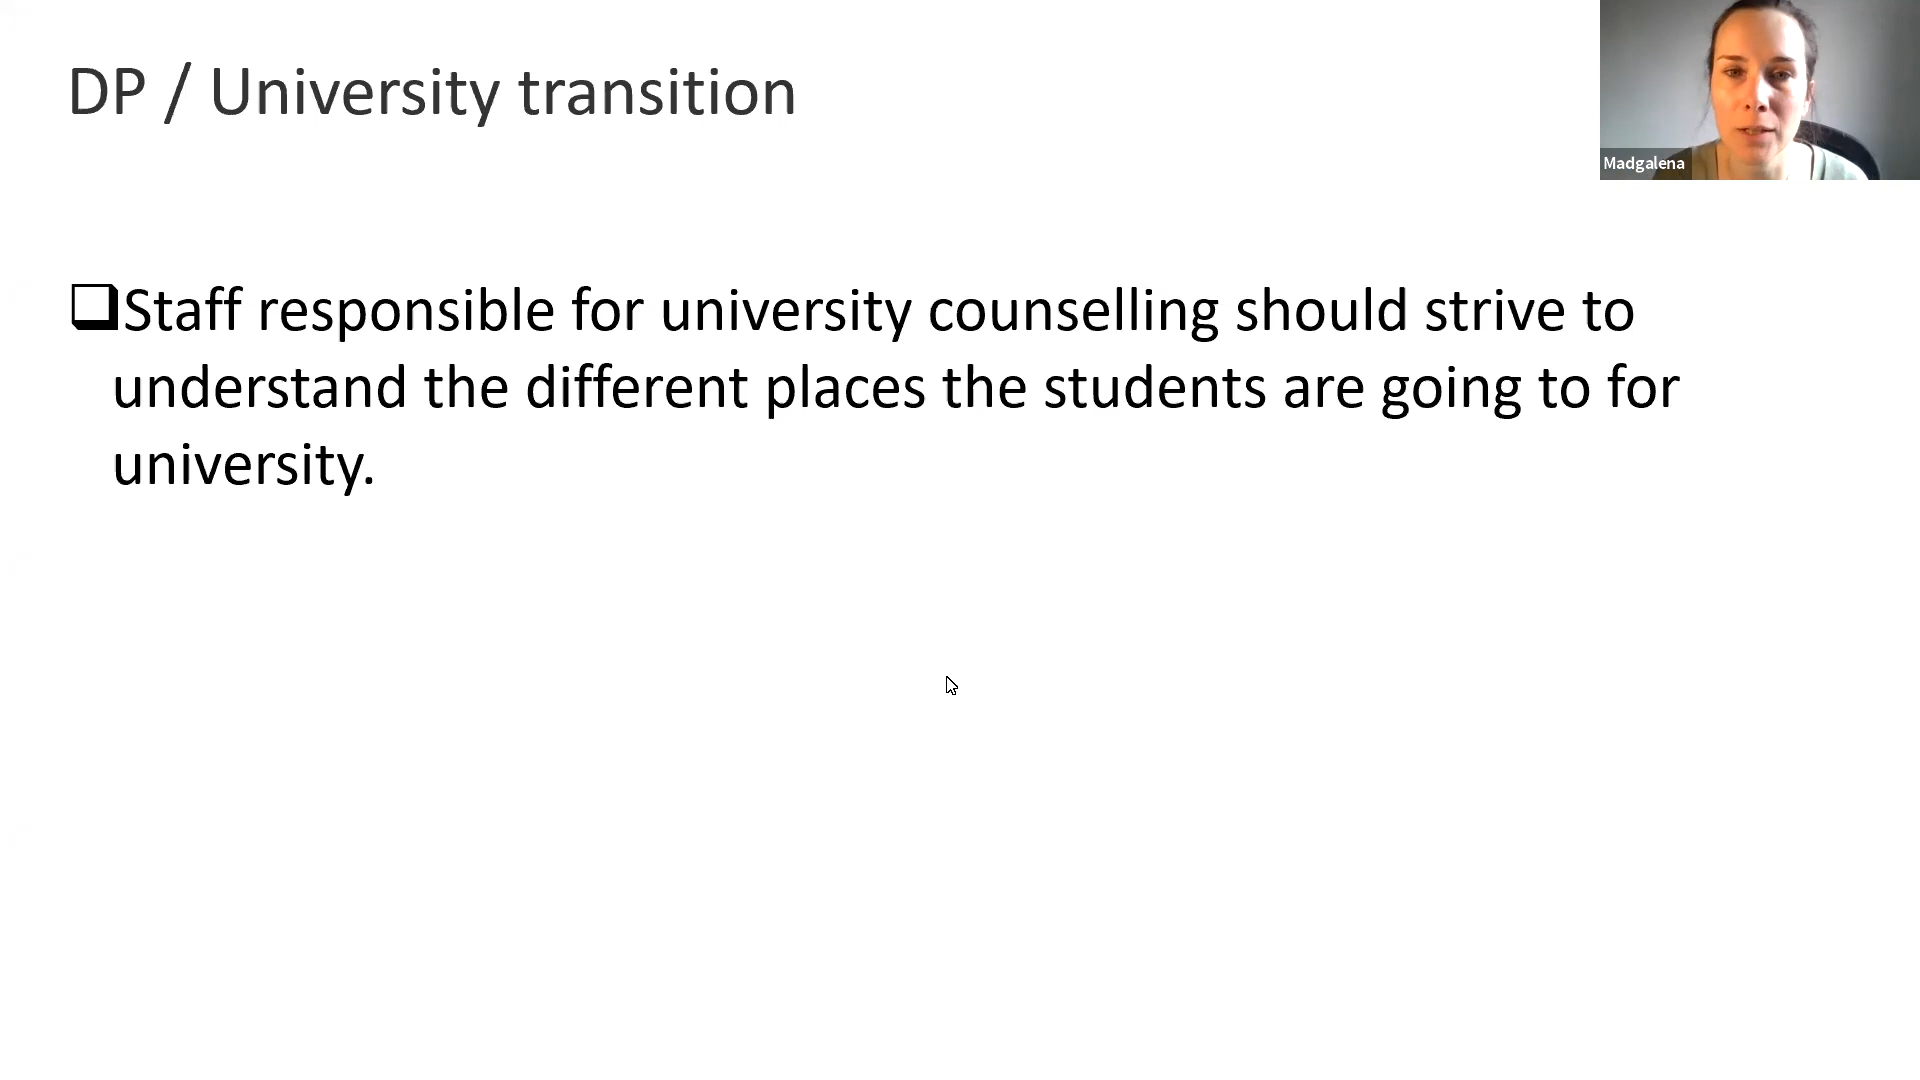 DP / University transition
Madgalena
Staff responsible for university counselling should strive to
understand the different places the students are going to for
university.